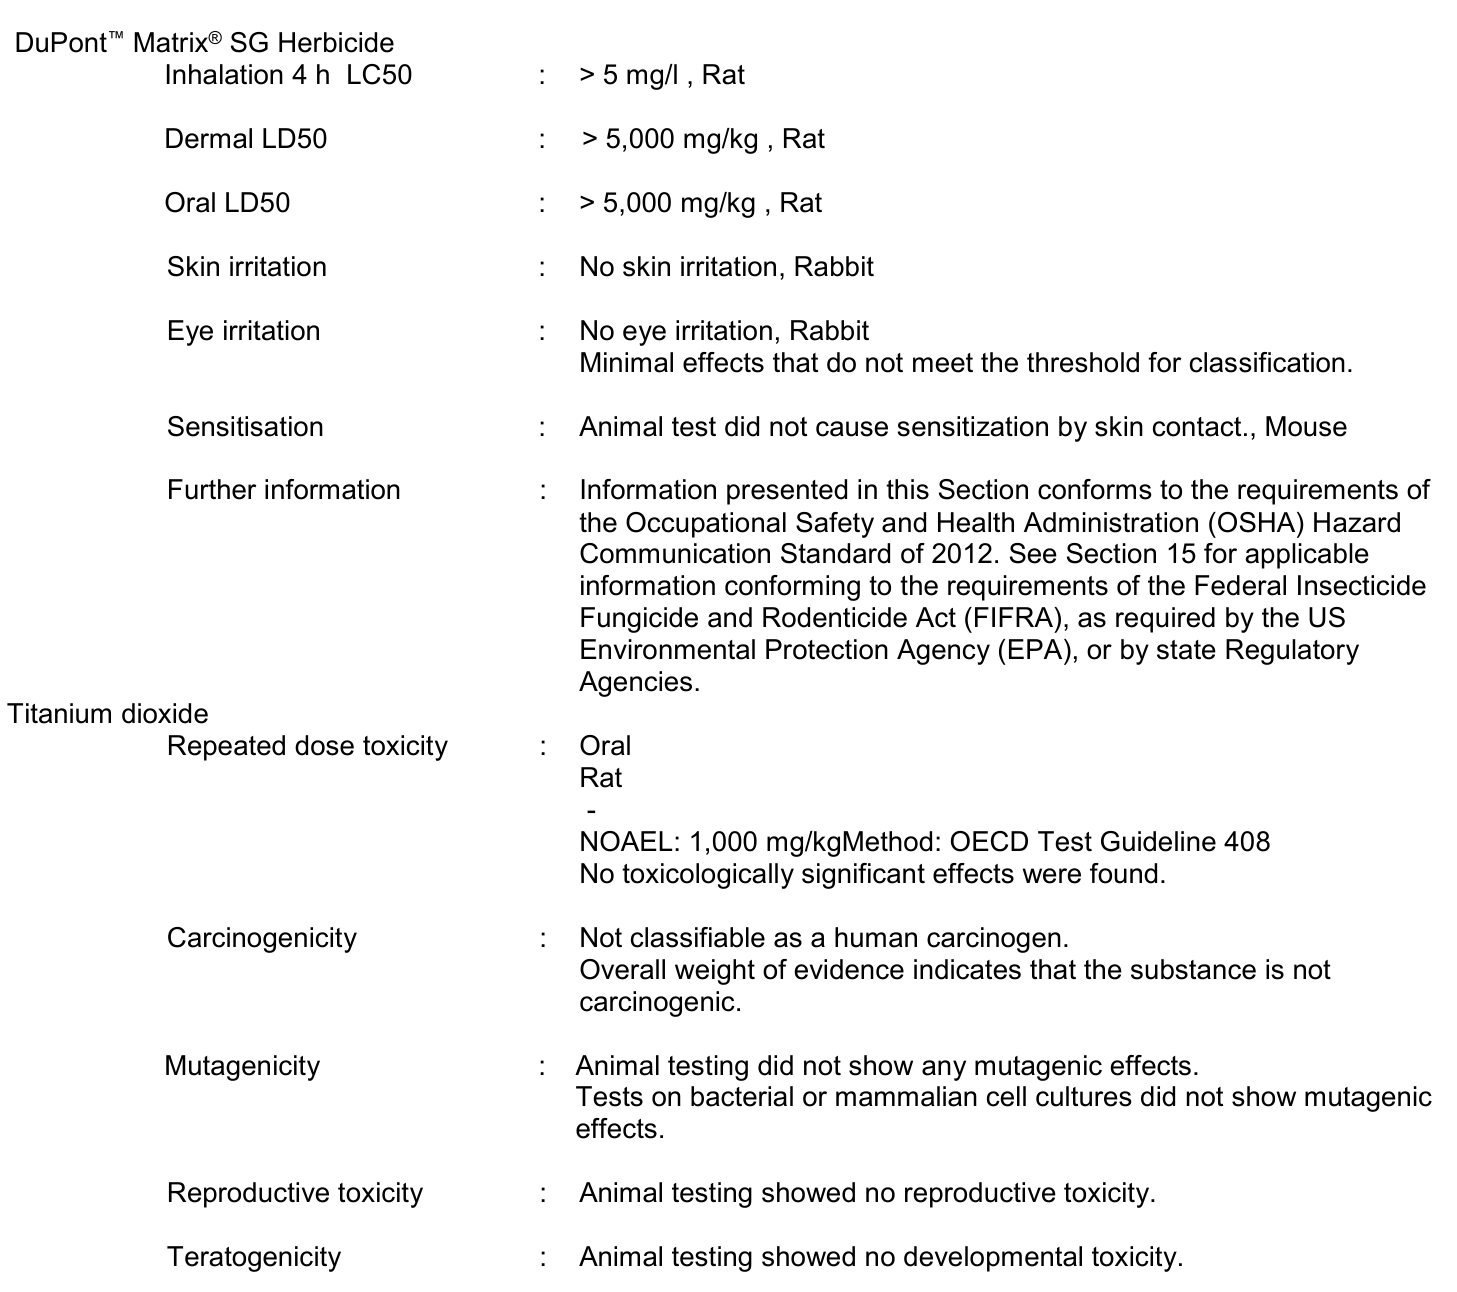 DuPont™ Matrix® SG Herbicide
Inhalation 4 h  LC50 : > 5 mg/l , Rat
Dermal LD50 : > 5,000 mg/kg , Rat
Oral LD50 : > 5,000 mg/kg , Rat
Skin irritation : No skin irritation, Rabbit
Eye irritation : No eye irritation, Rabbit
Minimal effects that do not meet the threshold for classification.
Sensitisation : Animal test did not cause sensitization by skin contact., Mouse
Further information : Information presented in this Section conforms to the requirements of
the Occupational Safety and Health Administration (OSHA) Hazard
Communication Standard of 2012. See Section 15 for applicable
information conforming to the requirements of the Federal Insecticide
Fungicide and Rodenticide Act (FIFRA), as required by the US
Environmental Protection Agency (EPA), or by state Regulatory
Agencies.
Titanium dioxide
Repeated dose toxicity : Oral
Rat
-
NOAEL: 1,000 mg/kgMethod: OECD Test Guideline 408
No toxicologically significant effects were found.
Carcinogenicity : Not classifiable as a human carcinogen.
Overall weight of evidence indicates that the substance is not
carcinogenic.
Mutagenicity : Animal testing did not show any mutagenic effects.
Tests on bacterial or mammalian cell cultures did not show mutagenic
effects.
Reproductive toxicity : Animal testing showed no reproductive toxicity.
Teratogenicity : Animal testing showed no developmental toxicity.